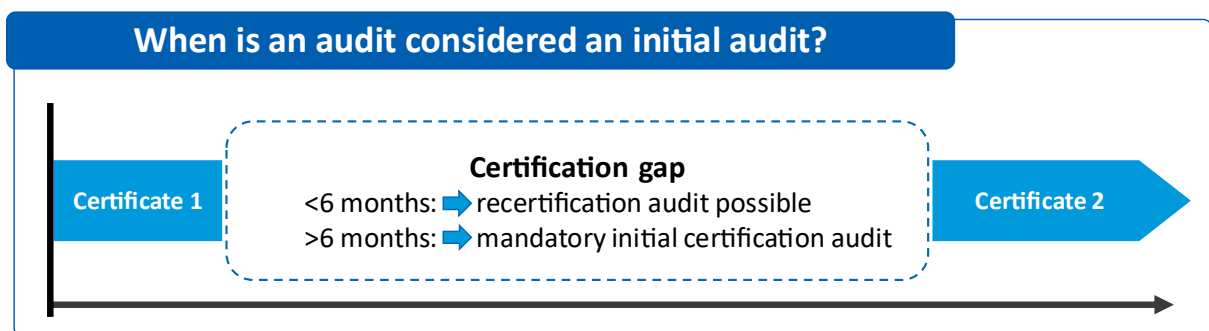 When is an audit considered an initial audit?
Certificate 1
Certification gap
<6 months: recertification audit possible
>6 months: mandatory initial certification audit
Certificate 2